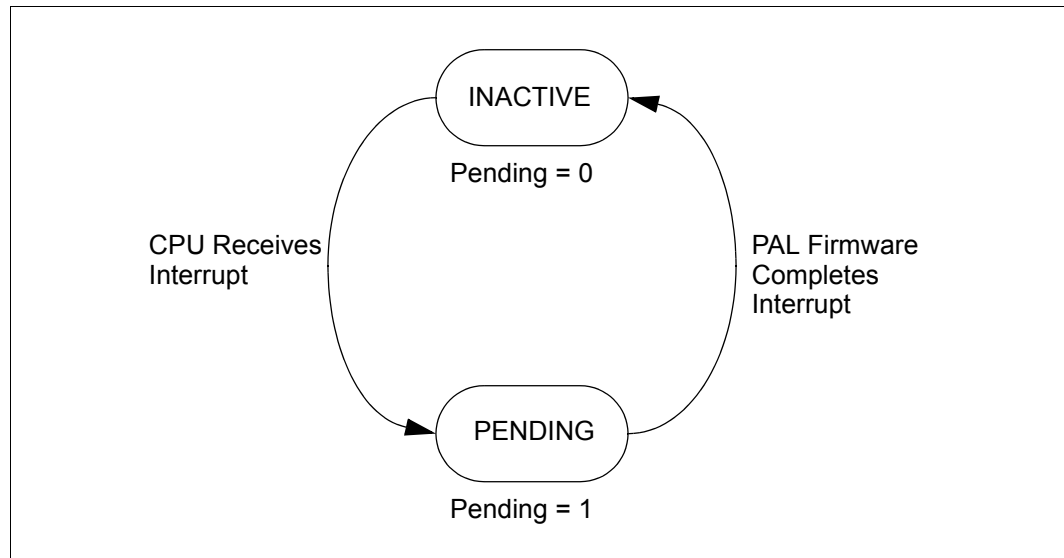 INACTIVE
Pending = 0
CPU Receives
Interrupt
PAL Firmware
Completes
Interrupt
PENDING
Pending = 1